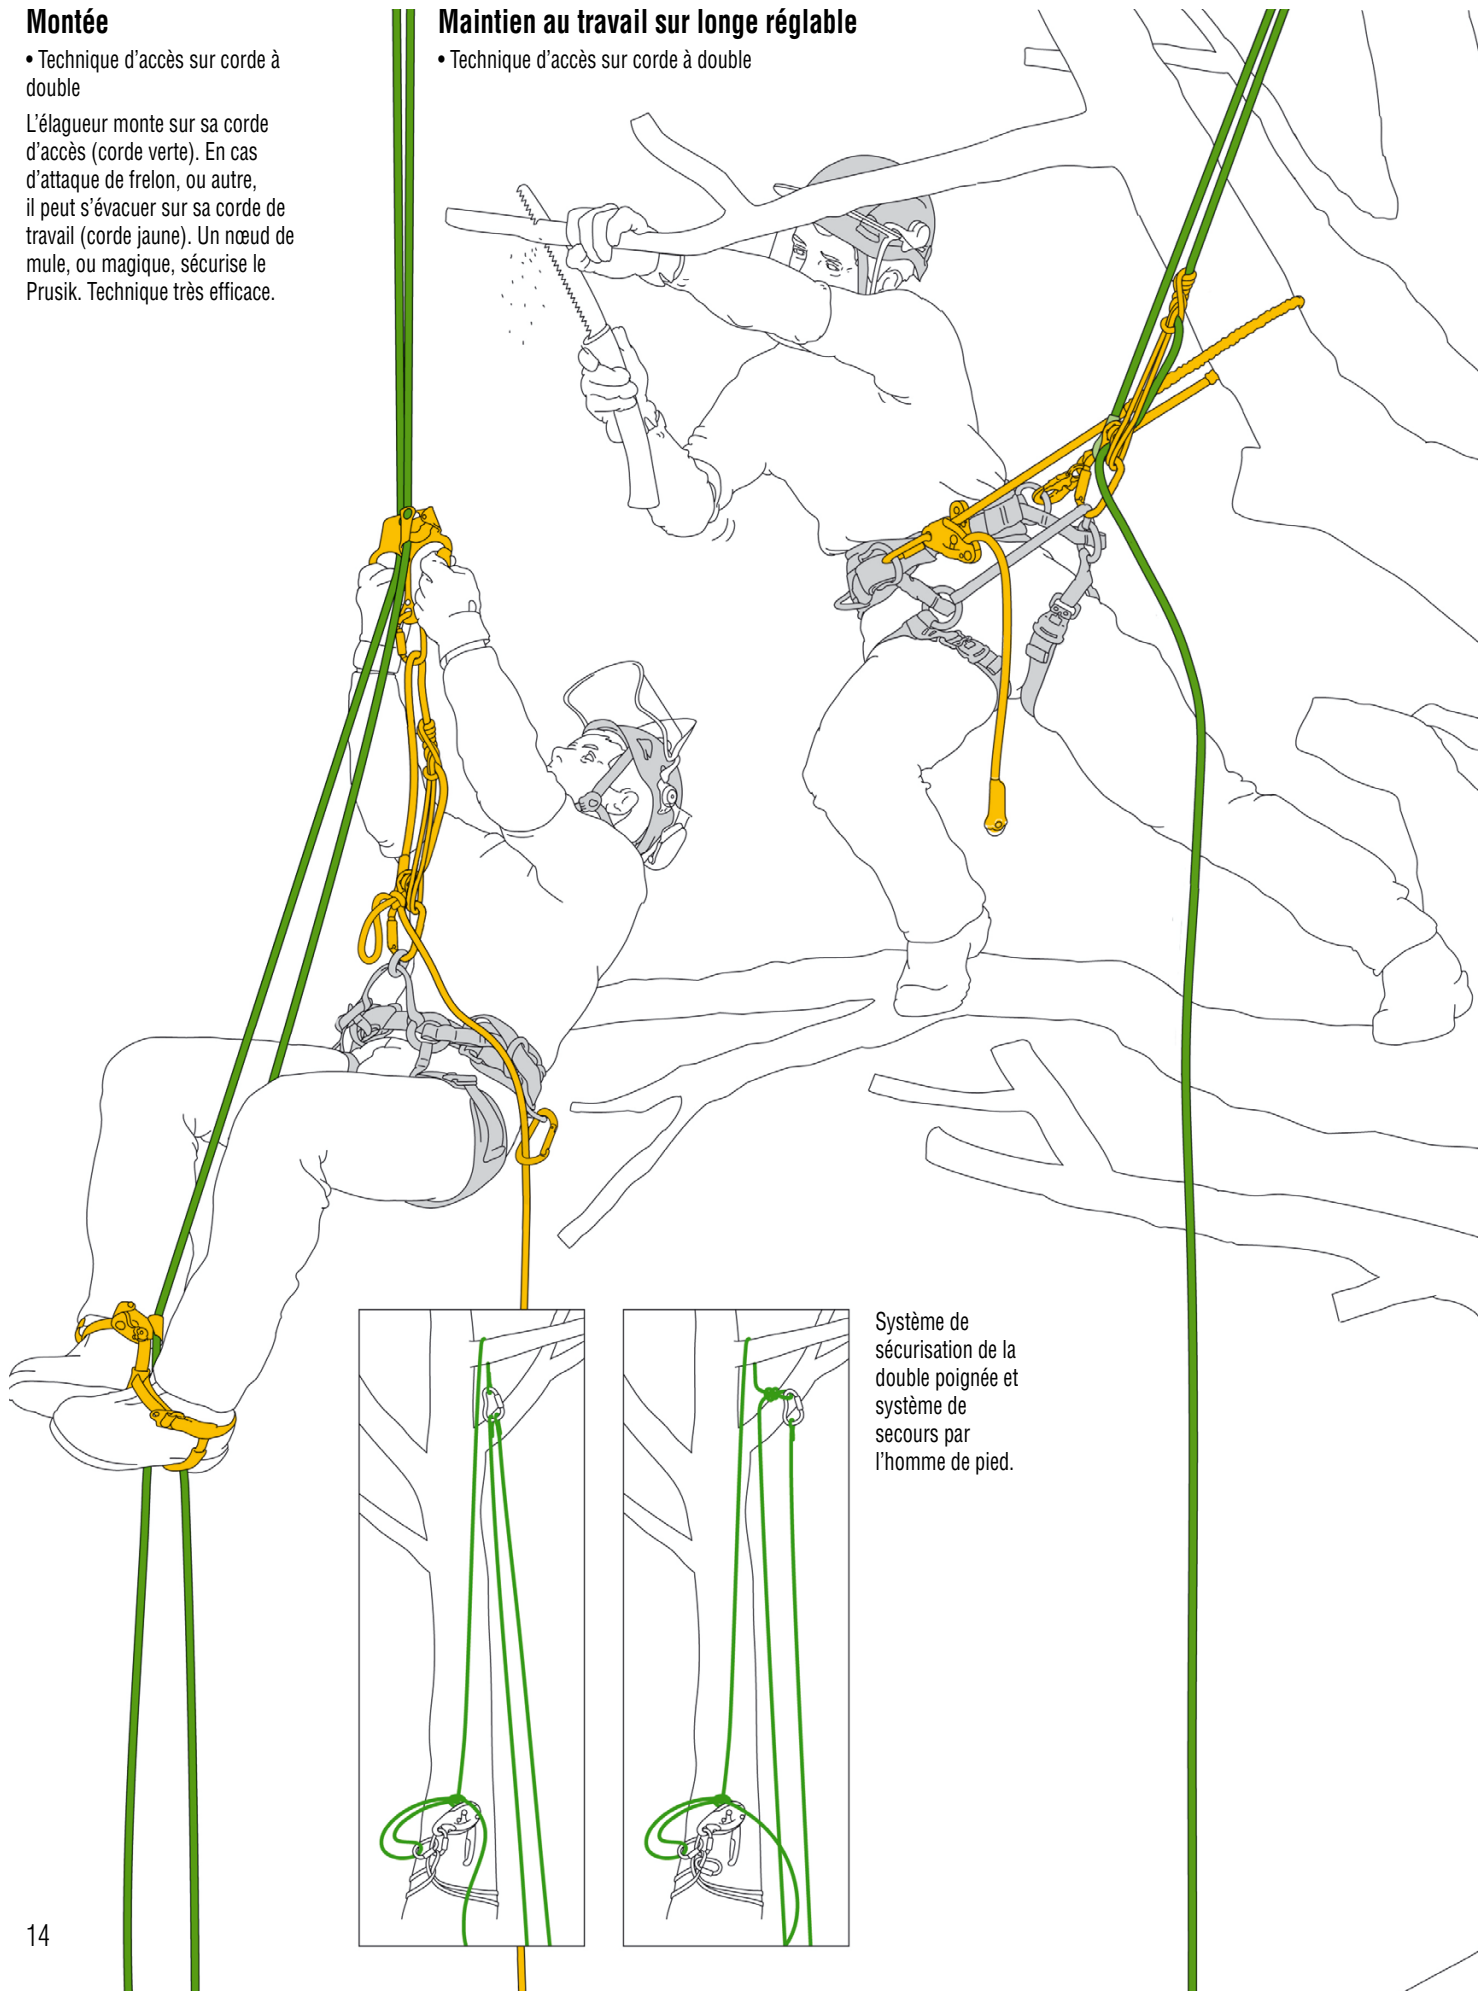 Montée
• Technique d’accès sur corde à
double
L’élagueur monte sur sa corde
d’accès (corde verte). En cas
d’attaque de frelon, ou autre,
il peut s’évacuer sur sa corde de
travail (corde jaune). Un nœud de
mule, ou magique, sécurise le
Prusik. Technique très efficace.
Maintien au travail sur longe réglable
• Technique d’accès sur corde à double
Système de
sécurisation de la
double poignée et
système de
secours par
l’homme de pied.
14